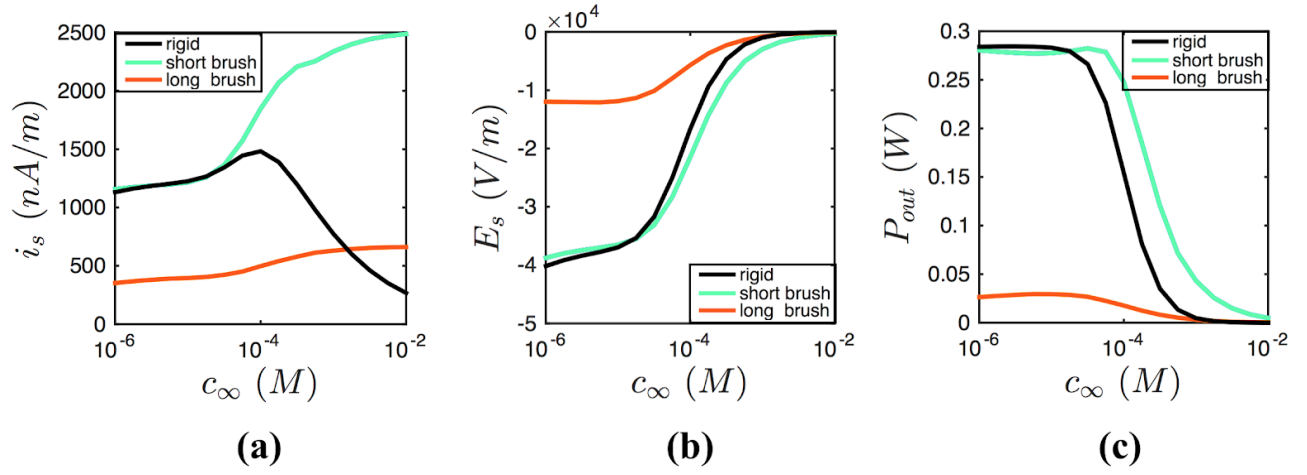 2500
2000
1500
1000
500
0
i_s (nA/m)
rigid
short brush
long brush
10^-6
10^-4
10^-2
c_∞ (M)
(a)
×10^4
0
-1
-2
-3
-4
-5
E_s (V/m)
rigid
short brush
long brush
10^-6
10^-4
10^-2
c_∞ (M)
(b)
0.3
0.25
0.2
0.15
0.1
0.05
0
P_out (W)
rigid
short brush
long brush
10^-6
10^-4
10^-2
c_∞ (M)
(c)